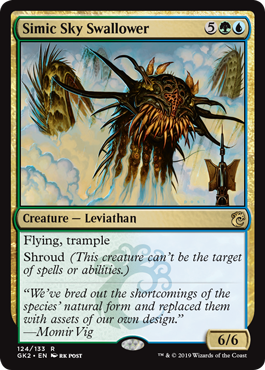 Simic Sky Swallower 5
Creature — Leviathan
Flying, trample
Shroud (This creature can't be the target
of spells or abilities.)
“We've bred out the shortcomings of the
species' natural form and replaced them
with assets of our own design.”
—Momir Vig
6/6
124/133 R
GK2 • EN RK POST
™ & © 2019 Wizards of the Coast